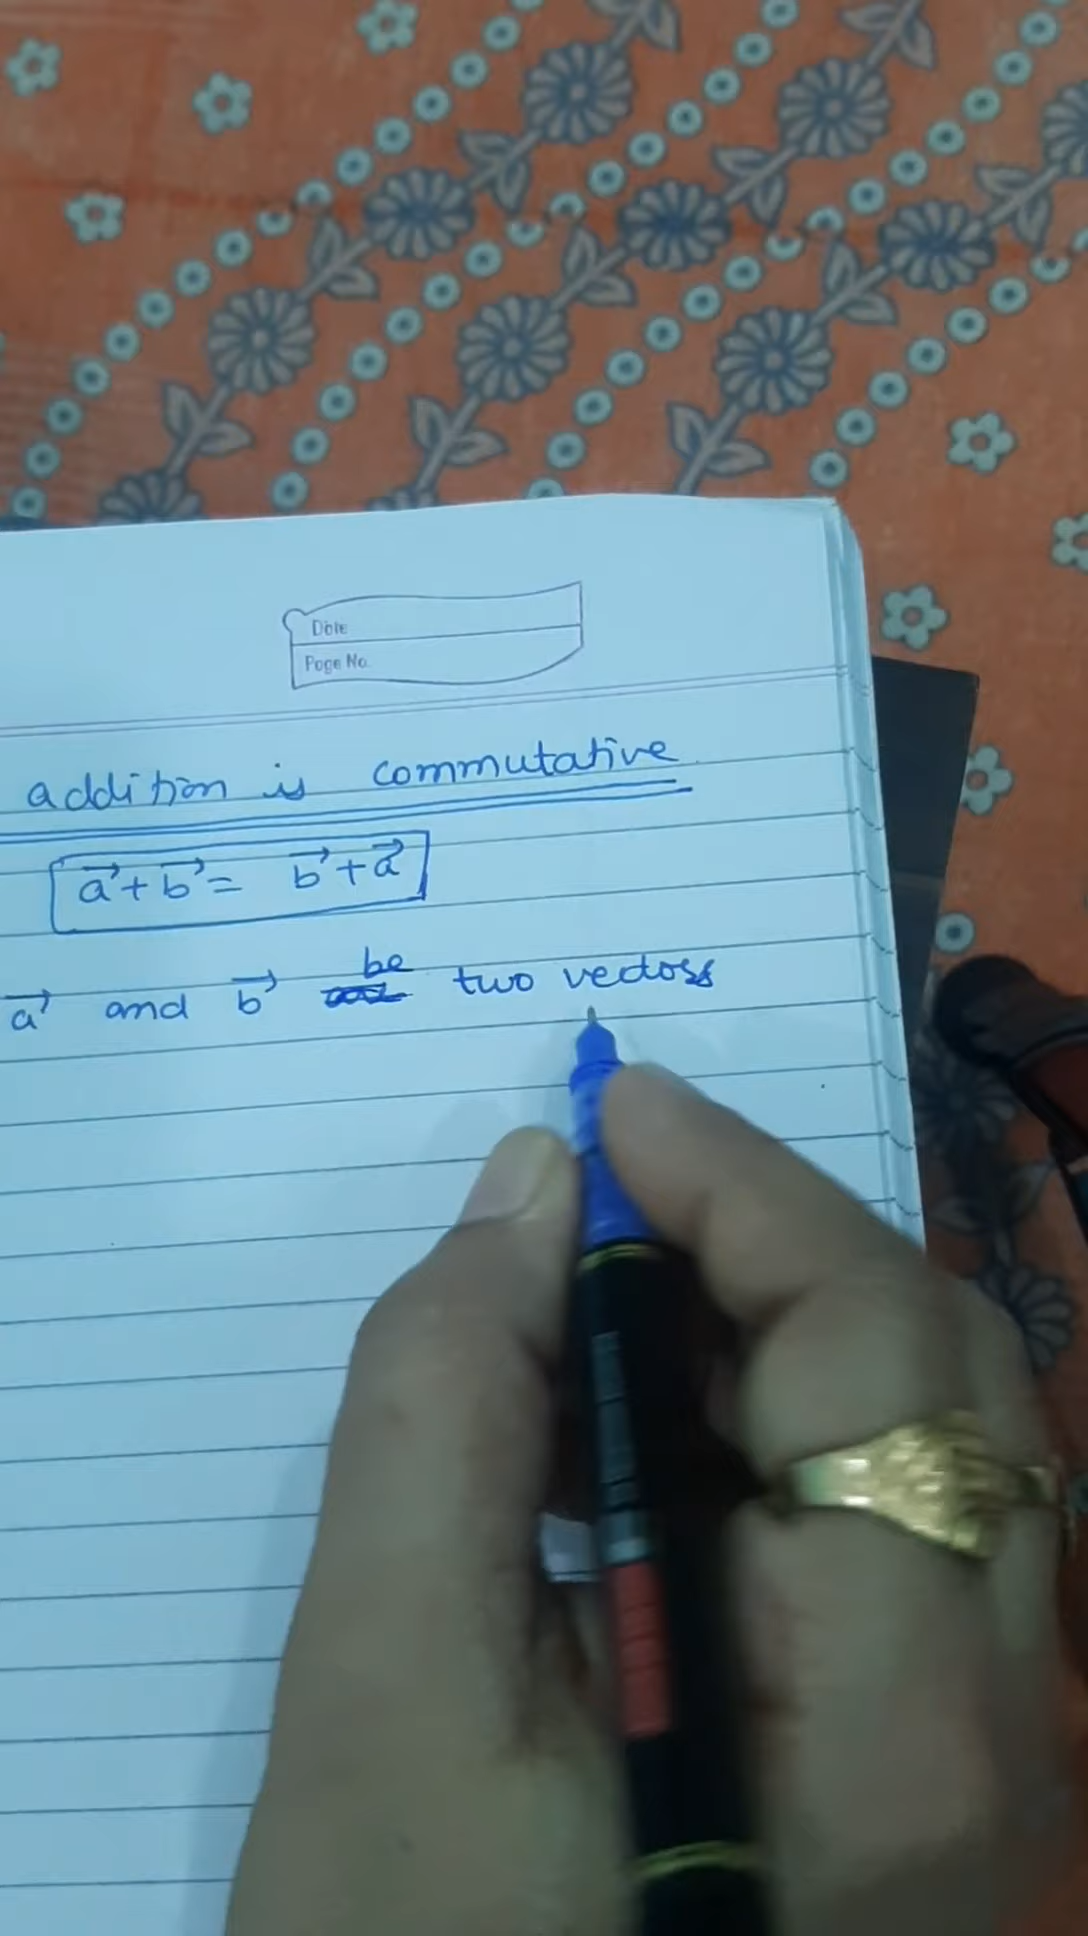 Date
Page No.
addition is commutative
a⃗ + b⃗ = b⃗ + a⃗
a⃗ and b⃗ be two vectors